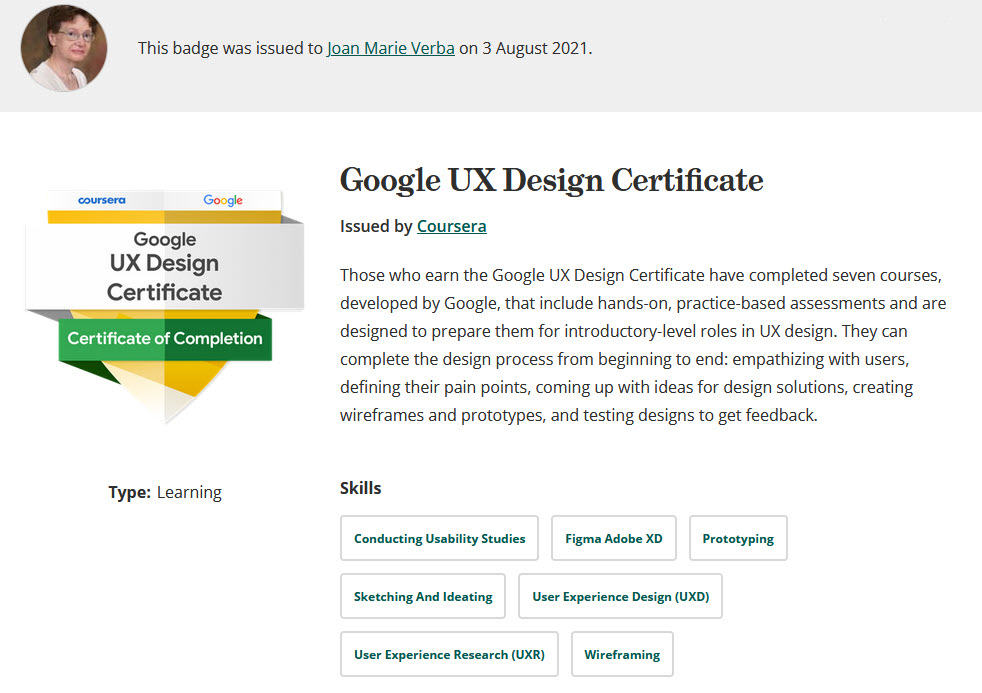 This badge was issued to Joan Marie Verba on 3 August 2021.
coursera Google
Google
UX Design
Certificate
Certificate of Completion
Type: Learning
Google UX Design Certificate
Issued by Coursera
Those who earn the Google UX Design Certificate have completed seven courses,
developed by Google, that include hands-on, practice-based assessments and are
designed to prepare them for introductory-level roles in UX design. They can
complete the design process from beginning to end: empathizing with users,
defining their pain points, coming up with ideas for design solutions, creating
wireframes and prototypes, and testing designs to get feedback.
Skills
Conducting Usability Studies Figma Adobe XD Prototyping
Sketching And Ideating User Experience Design (UXD)
User Experience Research (UXR) Wireframing